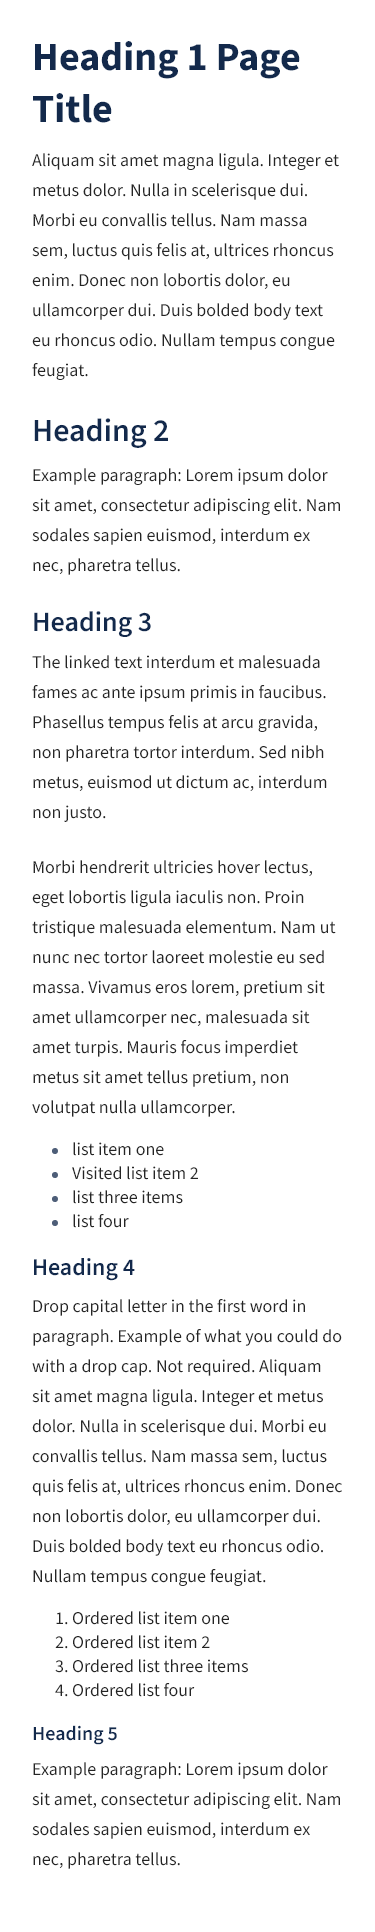 Heading 1 Page
Title
Aliquam sit amet magna ligula. Integer et
metus dolor. Nulla in scelerisque dui.
Morbi eu convallis tellus. Nam massa
sem, luctus quis felis at, ultrices rhoncus
enim. Donec non lobortis dolor, eu
ullamcorper dui. Duis bolded body text
eu rhoncus odio. Nullam tempus congue
feugiat.
Heading 2
Example paragraph: Lorem ipsum dolor
sit amet, consectetur adipiscing elit. Nam
sodales sapien euismod, interdum ex
nec, pharetra tellus.
Heading 3
The linked text interdum et malesuada
fames ac ante ipsum primis in faucibus.
Phasellus tempus felis at arcu gravida,
non pharetra tortor interdum. Sed nibh
metus, euismod ut dictum ac, interdum
non justo.
Morbi hendrerit ultricies hover lectus,
eget lobortis ligula iaculis non. Proin
tristique malesuada elementum. Nam ut
nunc nec tortor laoreet molestie eu sed
massa. Vivamus eros lorem, pretium sit
amet ullamcorper nec, malesuada sit
amet turpis. Mauris focus imperdiet
metus sit amet tellus pretium, non
volutpat nulla ullamcorper.
• list item one
• Visited list item 2
• list three items
• list four
Heading 4
Drop capital letter in the first word in
paragraph. Example of what you could do
with a drop cap. Not required. Aliquam
sit amet magna ligula. Integer et metus
dolor. Nulla in scelerisque dui. Morbi eu
convallis tellus. Nam massa sem, luctus
quis felis at, ultrices rhoncus enim. Donec
non lobortis dolor, eu ullamcorper dui.
Duis bolded body text eu rhoncus odio.
Nullam tempus congue feugiat.
1. Ordered list item one
2. Ordered list item 2
3. Ordered list three items
4. Ordered list four
Heading 5
Example paragraph: Lorem ipsum dolor
sit amet, consectetur adipiscing elit. Nam
sodales sapien euismod, interdum ex
nec, pharetra tellus.